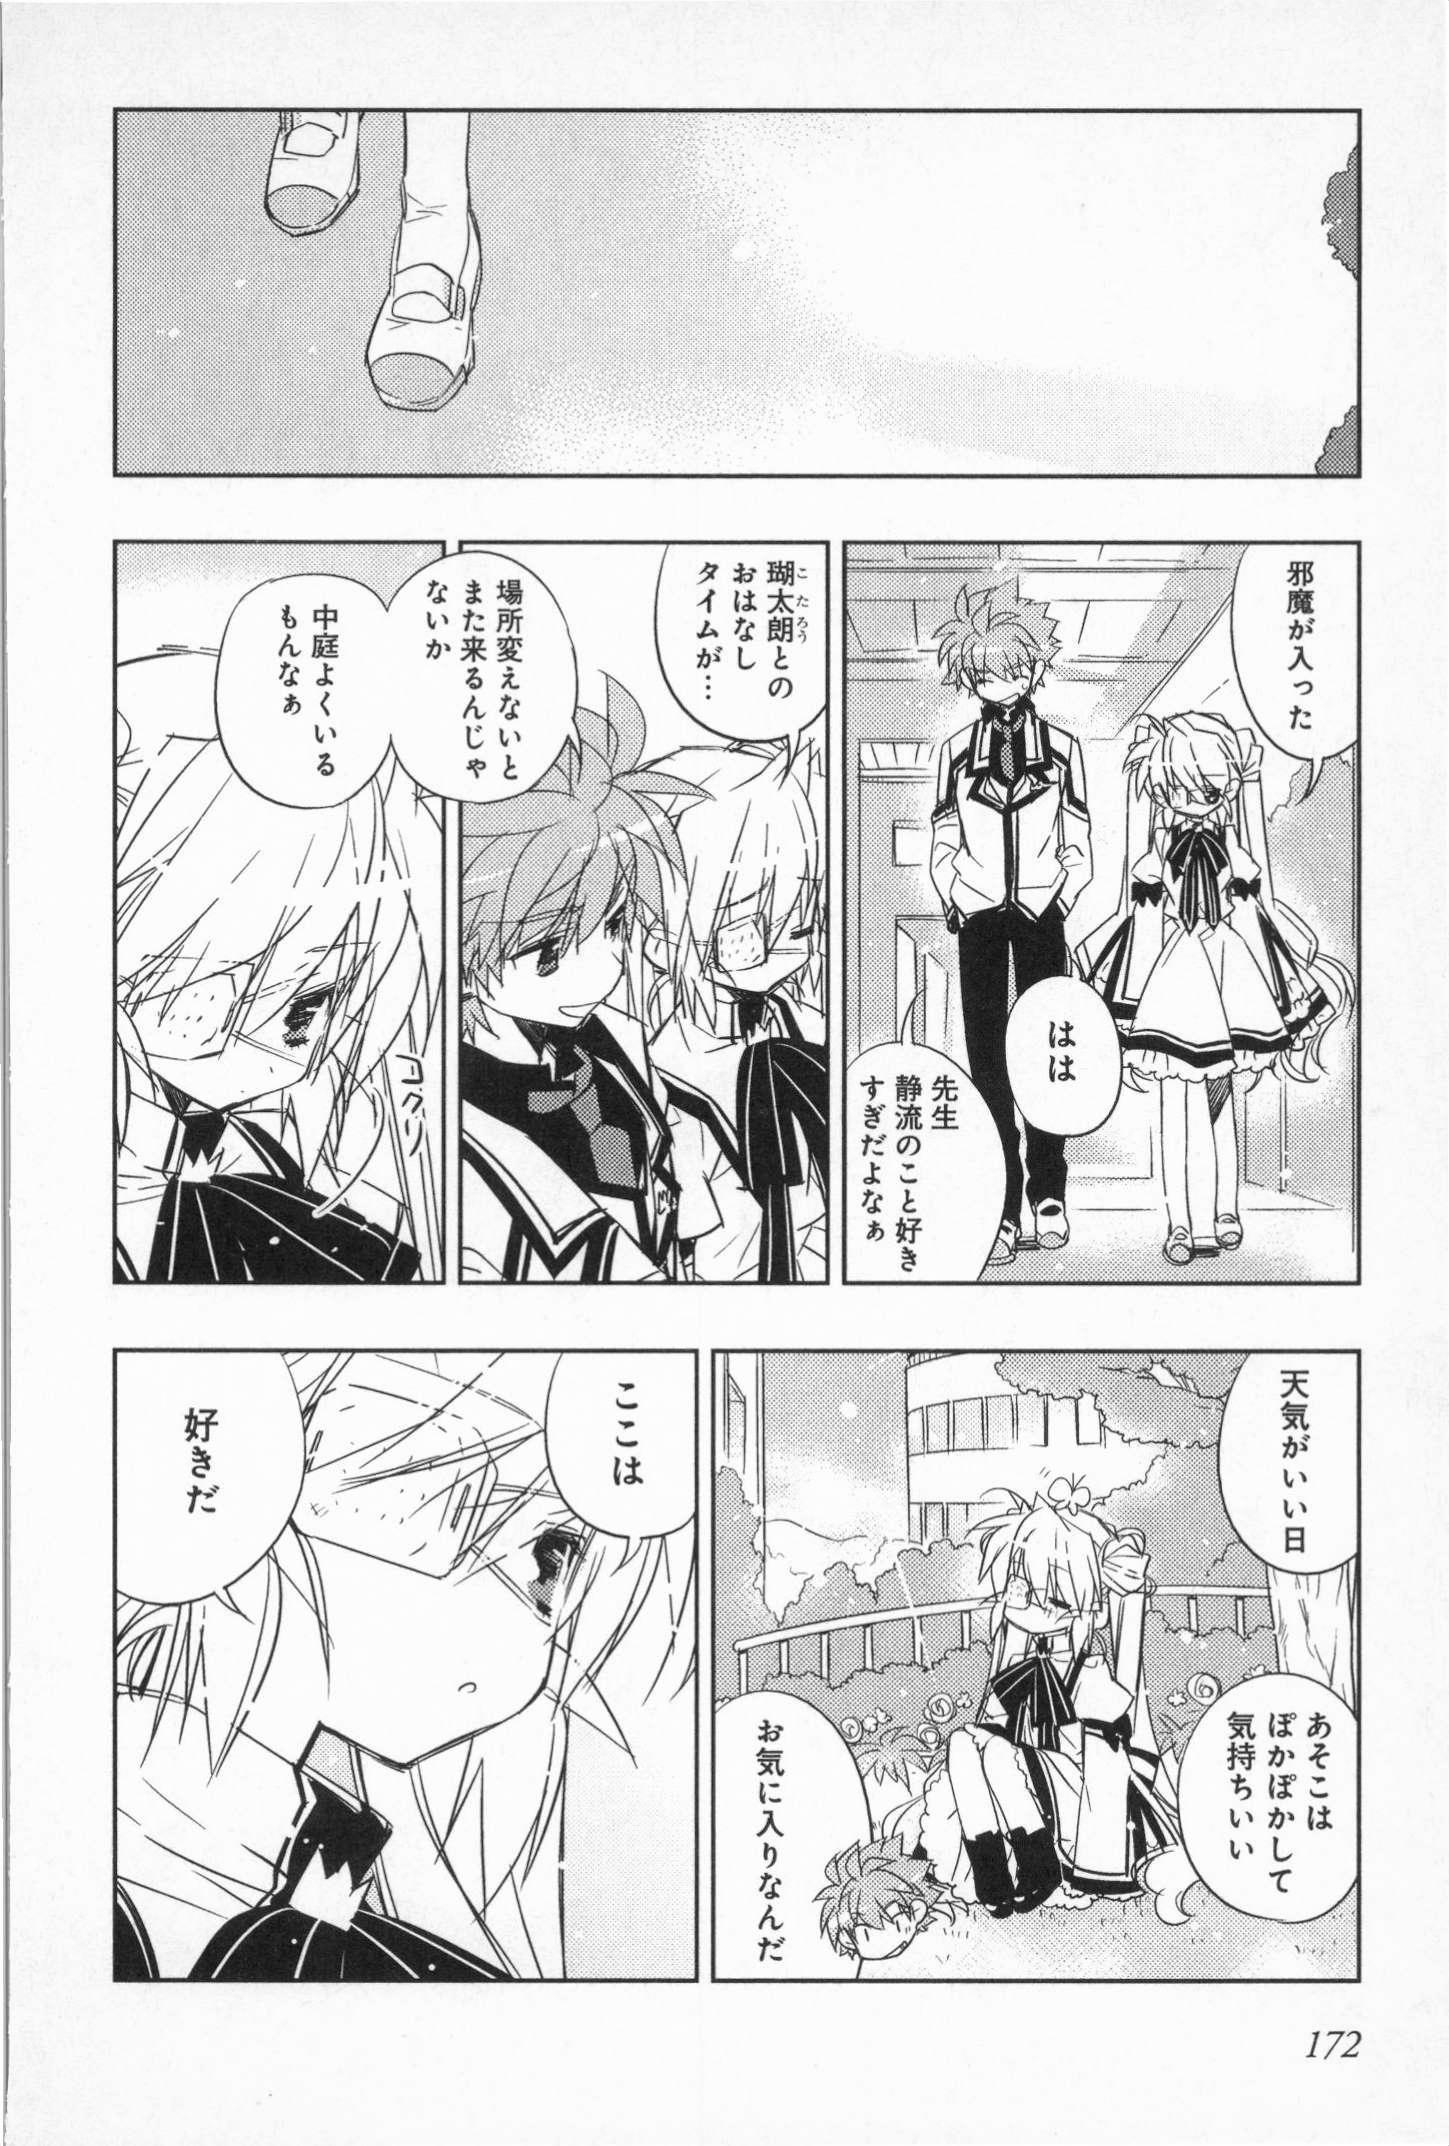 邪魔が入った
はは
先生
静流のこと好き
すぎだよなぁ
瑚太朗との
こたろう
おはなし
タイムが…
場所変えないと
また来るんじゃ
ないか
中庭よくいる
もんなぁ
コクリ
天気がいい日
あそこは
ぽかぽかして
気持ちいい
お気に入りなんだ
ここは
好きだ
172